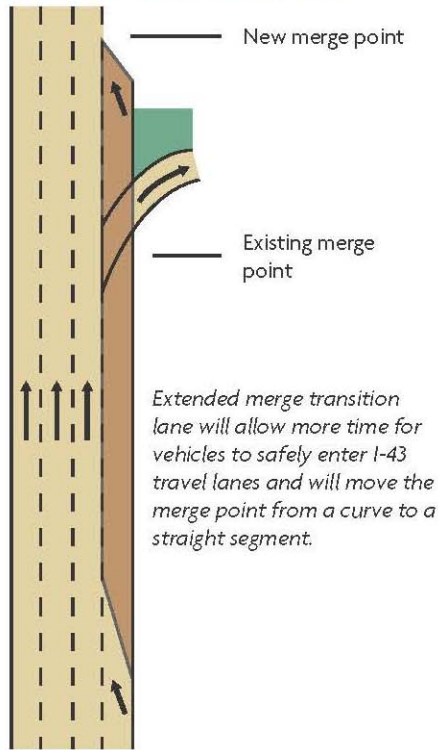 New merge point
Existing merge
point
Extended merge transition
lane will allow more time for
vehicles to safely enter I-43
travel lanes and will move the
merge point from a curve to a
straight segment.